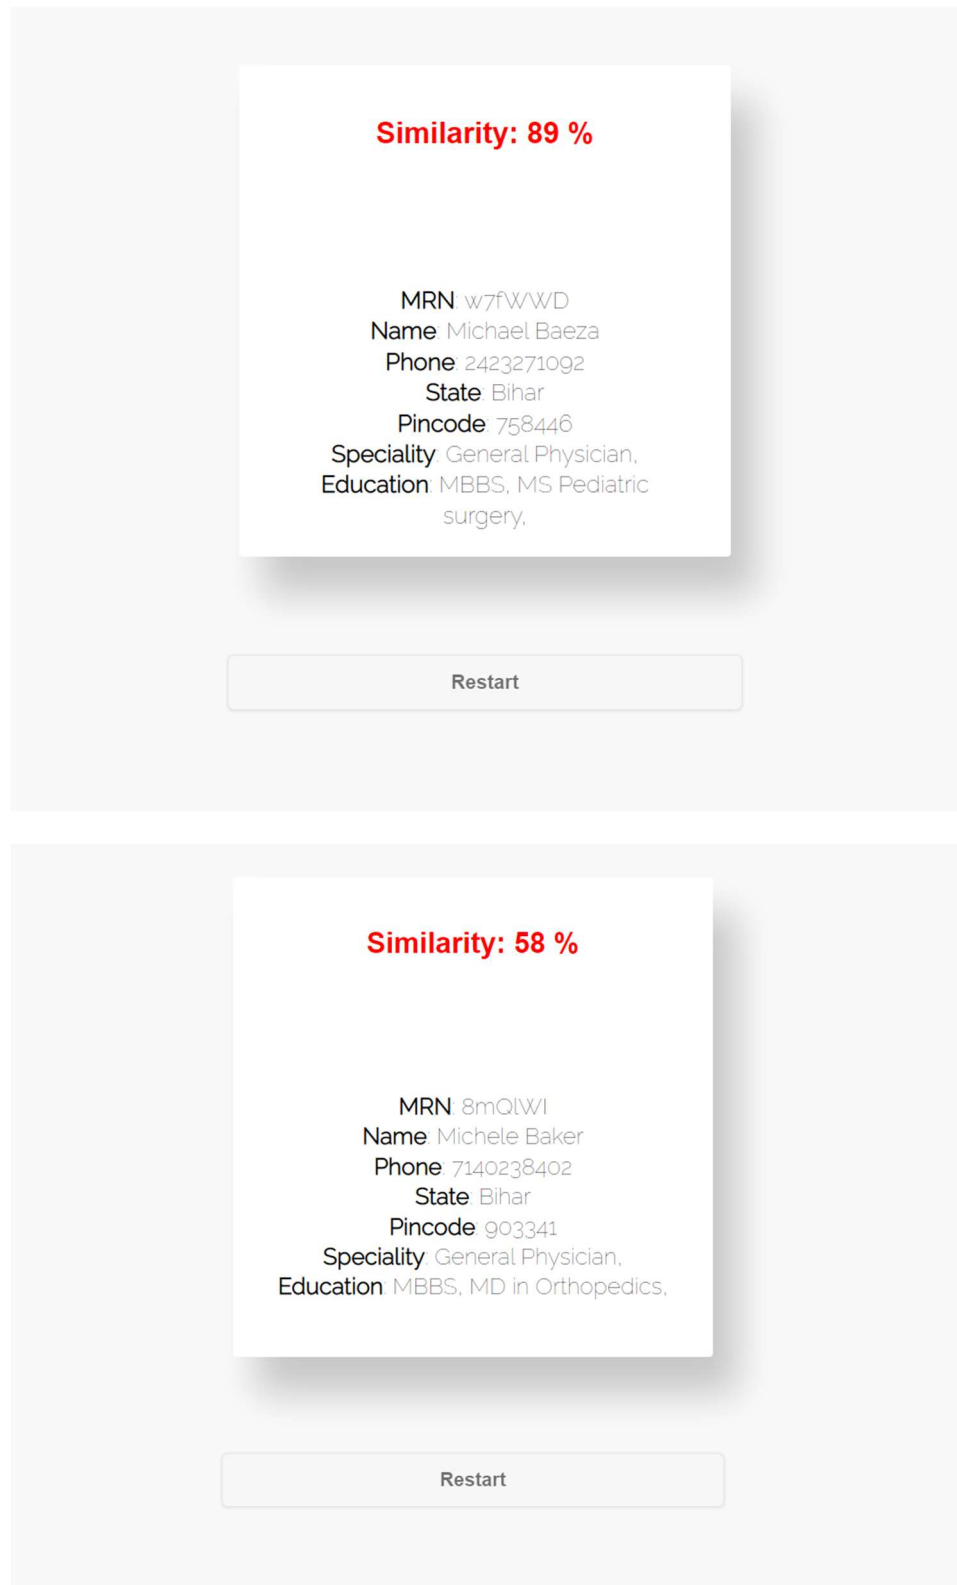 Similarity: 89 %
MRN: w7fWWD
Name: Michael Baeza
Phone: 2423271092
State: Bihar
Pincode: 758446
Speciality: General Physician,
Education: MBBS, MS Pediatric
surgery,
Restart
Similarity: 58 %
MRN: 8mQlWI
Name: Michele Baker
Phone: 7140238402
State: Bihar
Pincode: 903341
Speciality: General Physician,
Education: MBBS, MD in Orthopedics,
Restart